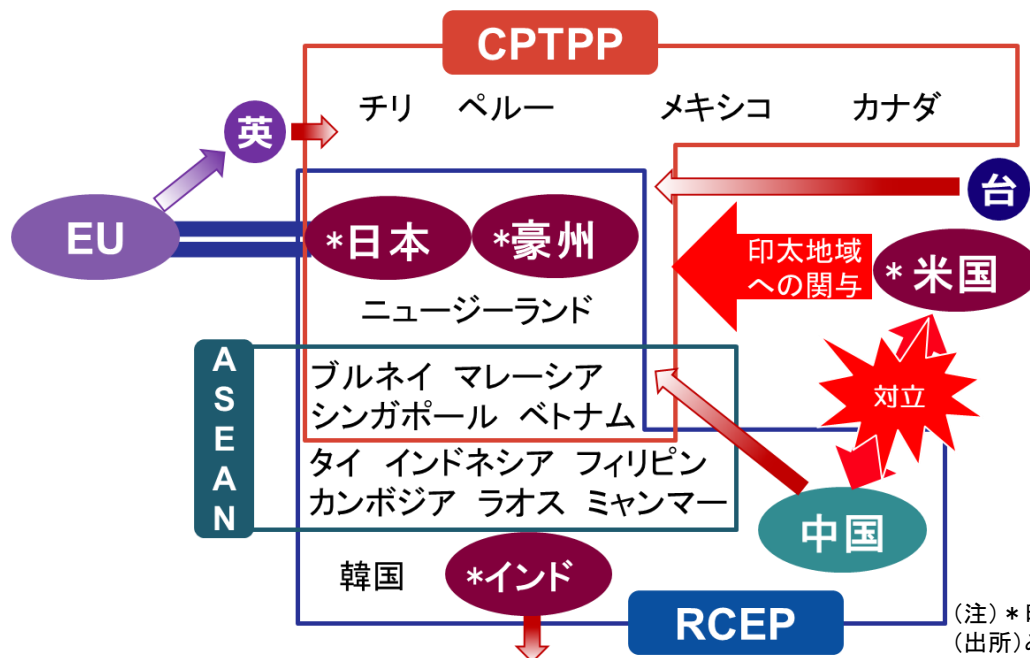 CPTPP
チリ ペルー メキシコ カナダ
英
台
EU
*日本
*豪州
印太地域
への関与
*米国
ニュージーランド
ASEAN
ブルネイ マレーシア
シンガポール ベトナム
対立
タイ インドネシア フィリピン
カンボジア ラオス ミャンマー
中国
韓国
*インド
RCEP
(注)*
(出所)